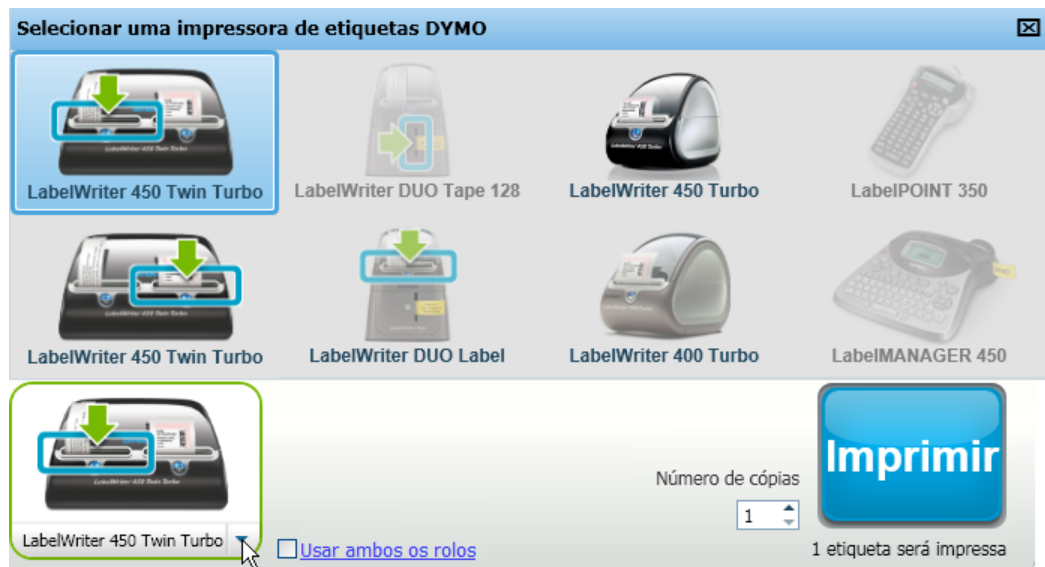 Selecionar uma impressora de etiquetas DYMO
LabelWriter 450 Twin Turbo
LabelWriter DUO Tape 128
LabelWriter 450 Turbo
LabelPOINT 350
LabelWriter 450 Twin Turbo
LabelWriter DUO Label
LabelWriter 400 Turbo
LabelMANAGER 450
LabelWriter 450 Twin Turbo
Usar ambos os rolos
Número de cópias
1
Imprimir
1 etiqueta será impressa